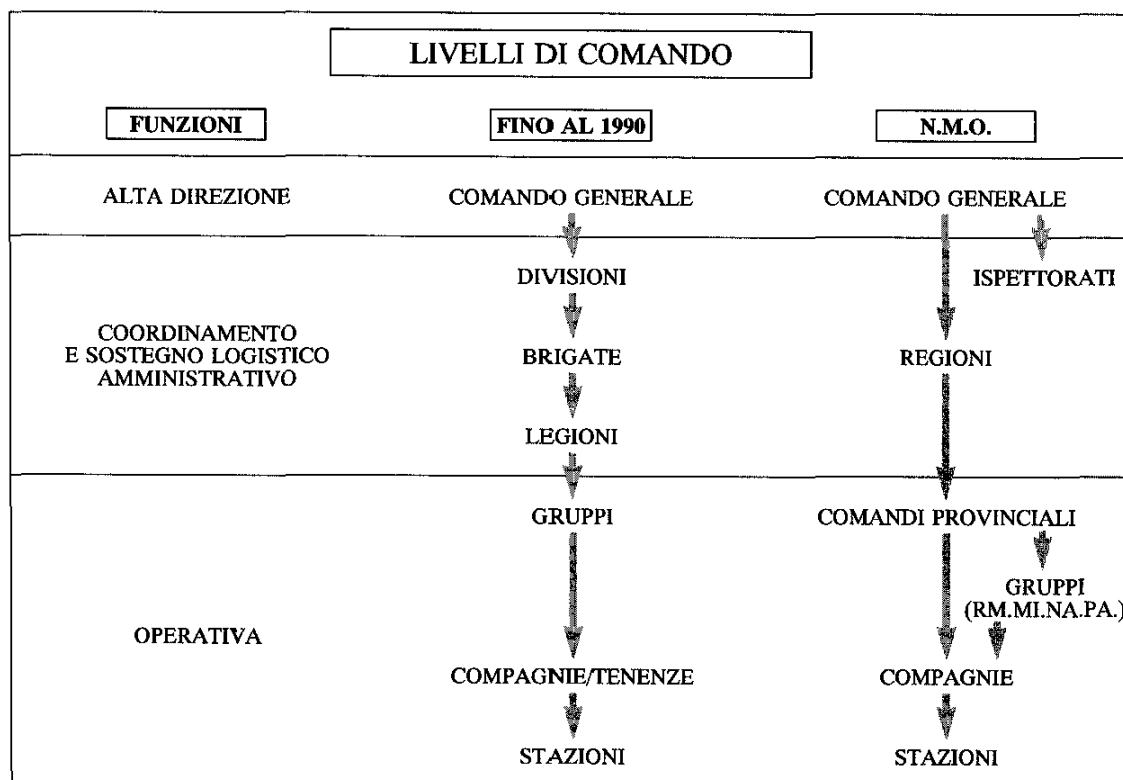 LIVELLI DI COMANDO
FUNZIONI
FINO AL 1990
N.M.O.
ALTA DIREZIONE
COMANDO GENERALE
COMANDO GENERALE
DIVISIONI
ISPETTORATI
COORDINAMENTO
E SOSTEGNO LOGISTICO
AMMINISTRATIVO
BRIGATE
REGIONI
LEGIONI
GRUPPI
COMANDI PROVINCIALI
GRUPPI
(RM.MI.NA.PA.)
OPERATIVA
COMPAGNIE/TENENZE
COMPAGNIE
STAZIONI
STAZIONI